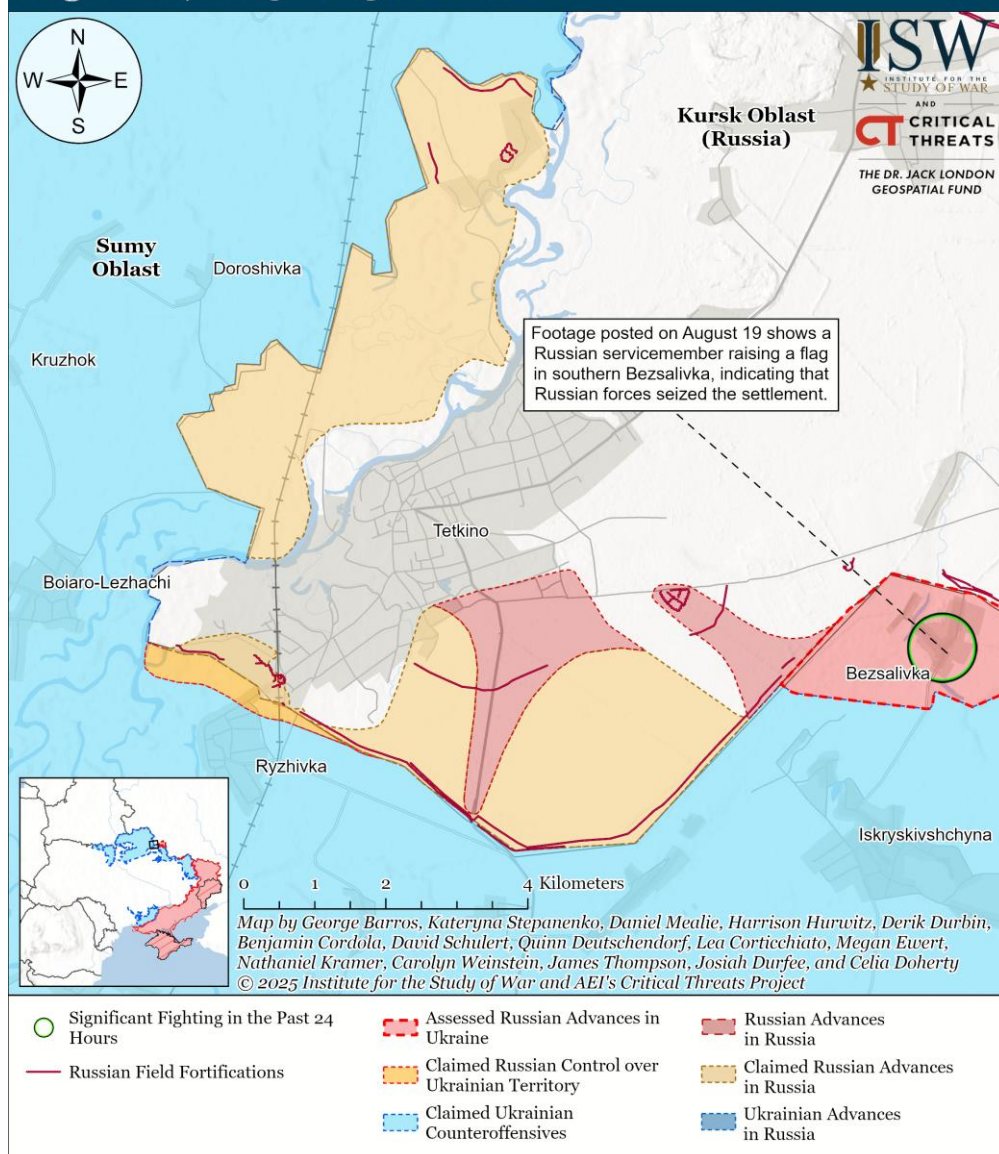 N
W E
S
ISW
INSTITUTE FOR THE
STUDY OF WAR
AND
CT CRITICAL
THREATS
THE DR. JACK LONDON
GEOSPATIAL FUND
Kursk Oblast
(Russia)
Sumy
Oblast
Doroshivka
Kruzhok
Footage posted on August 19 shows a
Russian servicemember raising a flag
in southern Bezsalivka, indicating that
Russian forces seized the settlement.
Tetkino
Boiaro-Lezhachi
Bezsalivka
Ryzhivka
Iskryskivshchyna
0 1 2 4 Kilometers
Map by George Barros, Kateryna Stepanenko, Daniel Mealie, Harrison Hurwitz, Derik Durbin,
Benjamin Cordola, David Schulert, Quinn Deutschendorf, Lea Corticchiato, Megan Ewert,
Nathaniel Kramer, Carolyn Weinstein, James Thompson, Josiah Durfee, and Celia Doherty
© 2025 Institute for the Study of War and AEI's Critical Threats Project
Significant Fighting in the Past 24
Hours
Russian Field Fortifications
Assessed Russian Advances in
Ukraine
Claimed Russian Control over
Ukrainian Territory
Claimed Ukrainian
Counteroffensives
Russian Advances
in Russia
Claimed Russian Advances
in Russia
Ukrainian Advances
in Russia